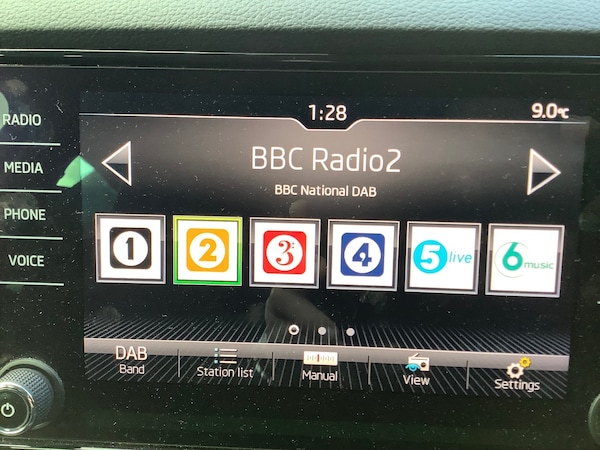 1:28
9.0°C
RADIO
MEDIA
PHONE
VOICE
BBC Radio2
BBC National DAB
1
2
3
4
5 live
6 music
DAB
Band
Station list
Manual
View
Settings